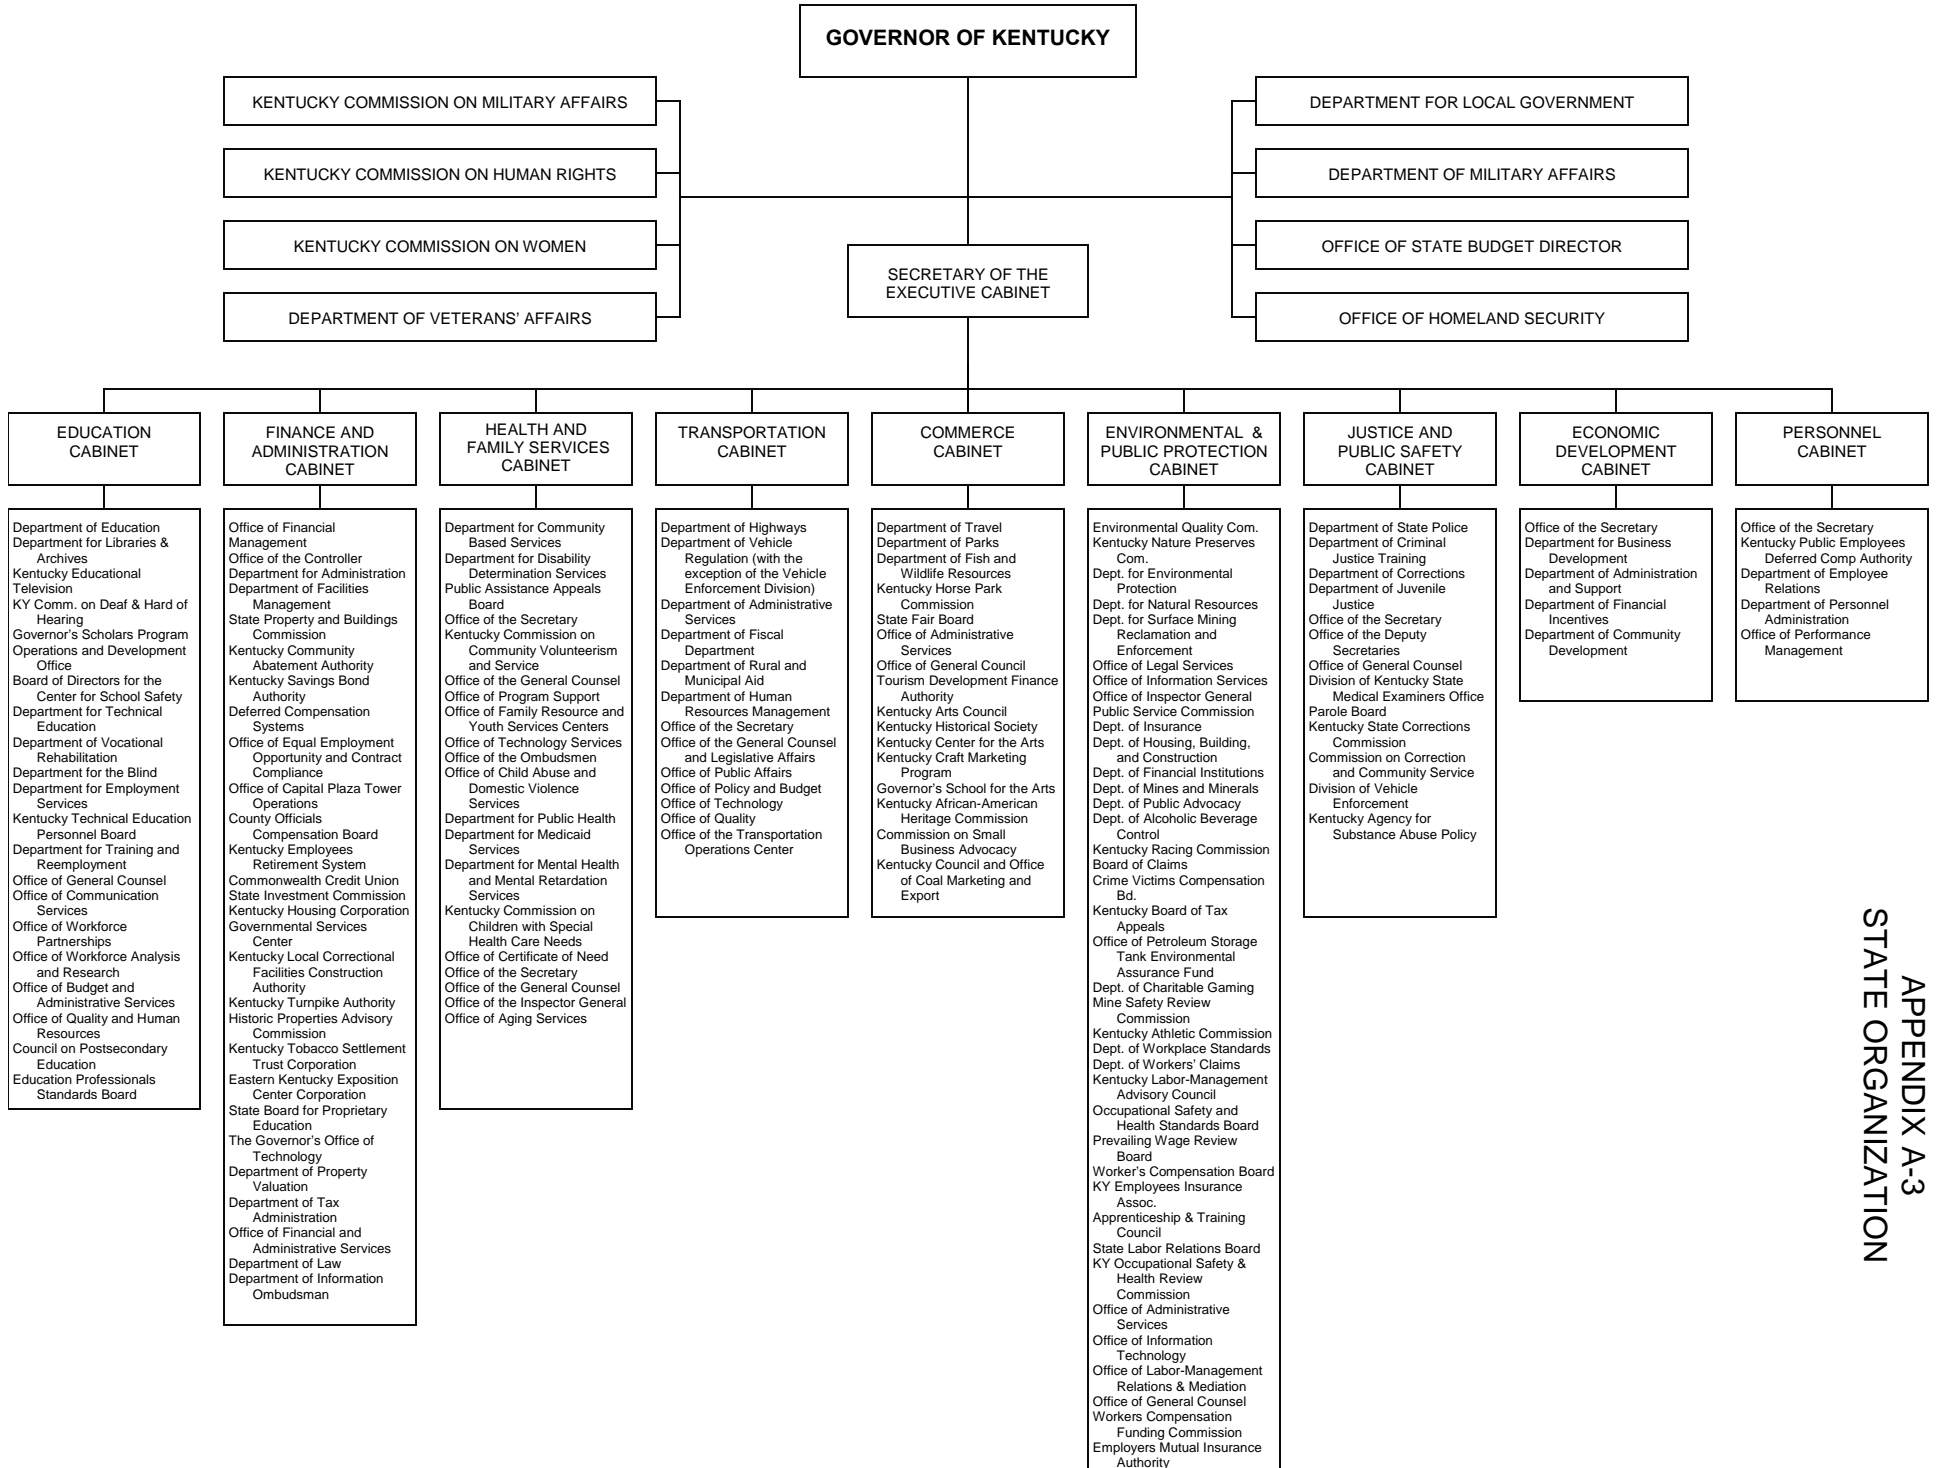 GOVERNOR OF KENTUCKY
KENTUCKY COMMISSION ON MILITARY AFFAIRS
KENTUCKY COMMISSION ON HUMAN RIGHTS
KENTUCKY COMMISSION ON WOMEN
DEPARTMENT OF VETERANS’ AFFAIRS
DEPARTMENT FOR LOCAL GOVERNMENT
DEPARTMENT OF MILITARY AFFAIRS
OFFICE OF STATE BUDGET DIRECTOR
OFFICE OF HOMELAND SECURITY
SECRETARY OF THE
EXECUTIVE CABINET
EDUCATION
CABINET
Department of Education
Department for Libraries &
Archives
Kentucky Educational
Television
KY Comm. on Deaf & Hard of
Hearing
Governor’s Scholars Program
Operations and Development
Office
Board of Directors for the
Center for School Safety
Department for Technical
Education
Department of Vocational
Rehabilitation
Department for the Blind
Department for Employment
Services
Kentucky Technical Education
Personnel Board
Department for Training and
Reemployment
Office of General Counsel
Office of Communication
Services
Office of Workforce
Partnerships
Office of Workforce Analysis
and Research
Office of Budget and
Administrative Services
Office of Quality and Human
Resources
Council on Postsecondary
Education
Education Professionals
Standards Board
FINANCE AND
ADMINISTRATION
CABINET
Office of Financial
Management
Office of the Controller
Department for Administration
Department of Facilities
Management
State Property and Buildings
Commission
Kentucky Community
Abatement Authority
Kentucky Savings Bond
Authority
Deferred Compensation
Systems
Office of Equal Employment
Opportunity and Contract
Compliance
Office of Capital Plaza Tower
Operations
County Officials
Compensation Board
Kentucky Employees
Retirement System
Commonwealth Credit Union
State Investment Commission
Kentucky Housing Corporation
Governmental Services
Center
Kentucky Local Correctional
Facilities Construction
Authority
Kentucky Turnpike Authority
Historic Properties Advisory
Commission
Kentucky Tobacco Settlement
Trust Corporation
Eastern Kentucky Exposition
Center Corporation
State Board for Proprietary
Education
The Governor’s Office of
Technology
Department of Property
Valuation
Department of Tax
Administration
Office of Financial and
Administrative Services
Department of Law
Department of Information
Ombudsman
HEALTH AND
FAMILY SERVICES
CABINET
Department for Community
Based Services
Department for Disability
Determination Services
Public Assistance Appeals
Board
Office of the Secretary
Kentucky Commission on
Community Volunteerism
and Service
Office of the General Counsel
Office of Program Support
Office of Family Resource and
Youth Services Centers
Office of Technology Services
Office of the Ombudsmen
Office of Child Abuse and
Domestic Violence
Services
Department for Public Health
Department for Medicaid
Services
Department for Mental Health
and Mental Retardation
Services
Kentucky Commission on
Children with Special
Health Care Needs
Office of Certificate of Need
Office of the Secretary
Office of the General Counsel
Office of the Inspector General
Office of Aging Services
TRANSPORTATION
CABINET
Department of Highways
Department of Vehicle
Regulation (with the
exception of the Vehicle
Enforcement Division)
Department of Administrative
Services
Department of Fiscal
Department
Department of Rural and
Municipal Aid
Department of Human
Resources Management
Office of the Secretary
Office of the General Counsel
and Legislative Affairs
Office of Public Affairs
Office of Policy and Budget
Office of Technology
Office of Quality
Office of the Transportation
Operations Center
COMMERCE
CABINET
Department of Travel
Department of Parks
Department of Fish and
Wildlife Resources
Kentucky Horse Park
Commission
State Fair Board
Office of Administrative
Services
Office of General Council
Tourism Development Finance
Authority
Kentucky Arts Council
Kentucky Historical Society
Kentucky Center for the Arts
Kentucky Craft Marketing
Program
Governor’s School for the Arts
Kentucky African-American
Heritage Commission
Commission on Small
Business Advocacy
Kentucky Council and Office
of Coal Marketing and
Export
ENVIRONMENTAL &
PUBLIC PROTECTION
CABINET
Environmental Quality Com.
Kentucky Nature Preserves
Com.
Dept. for Environmental
Protection
Dept. for Natural Resources
Dept. for Surface Mining
Reclamation and
Enforcement
Office of Legal Services
Office of Information Services
Office of Inspector General
Public Service Commission
Dept. of Insurance
Dept. of Housing, Building,
and Construction
Dept. of Financial Institutions
Dept. of Mines and Minerals
Dept. of Public Advocacy
Dept. of Alcoholic Beverage
Control
Kentucky Racing Commission
Board of Claims
Crime Victims Compensation
Bd.
Kentucky Board of Tax
Appeals
Office of Petroleum Storage
Tank Environmental
Assurance Fund
Dept. of Charitable Gaming
Mine Safety Review
Commission
Kentucky Athletic Commission
Dept. of Workplace Standards
Dept. of Workers’ Claims
Kentucky Labor-Management
Advisory Council
Occupational Safety and
Health Standards Board
Prevailing Wage Review
Board
Worker’s Compensation Board
KY Employees Insurance
Assoc.
Apprenticeship & Training
Council
State Labor Relations Board
KY Occupational Safety &
Health Review
Commission
Office of Administrative
Services
Office of Information
Technology
Office of Labor-Management
Relations & Mediation
Office of General Counsel
Workers Compensation
Funding Commission
Employers Mutual Insurance
Authority
JUSTICE AND
PUBLIC SAFETY
CABINET
Department of State Police
Department of Criminal
Justice Training
Department of Corrections
Department of Juvenile
Justice
Office of the Secretary
Office of the Deputy
Secretaries
Office of General Counsel
Division of Kentucky State
Medical Examiners Office
Parole Board
Kentucky State Corrections
Commission
Commission on Correction
and Community Service
Division of Vehicle
Enforcement
Kentucky Agency for
Substance Abuse Policy
ECONOMIC
DEVELOPMENT
CABINET
Office of the Secretary
Department for Business
Development
Department of Administration
and Support
Department of Financial
Incentives
Department of Community
Development
PERSONNEL
CABINET
Office of the Secretary
Kentucky Public Employees
Deferred Comp Authority
Department of Employee
Relations
Department of Personnel
Administration
Office of Performance
Management
APPENDIX A-3
STATE ORGANIZATION